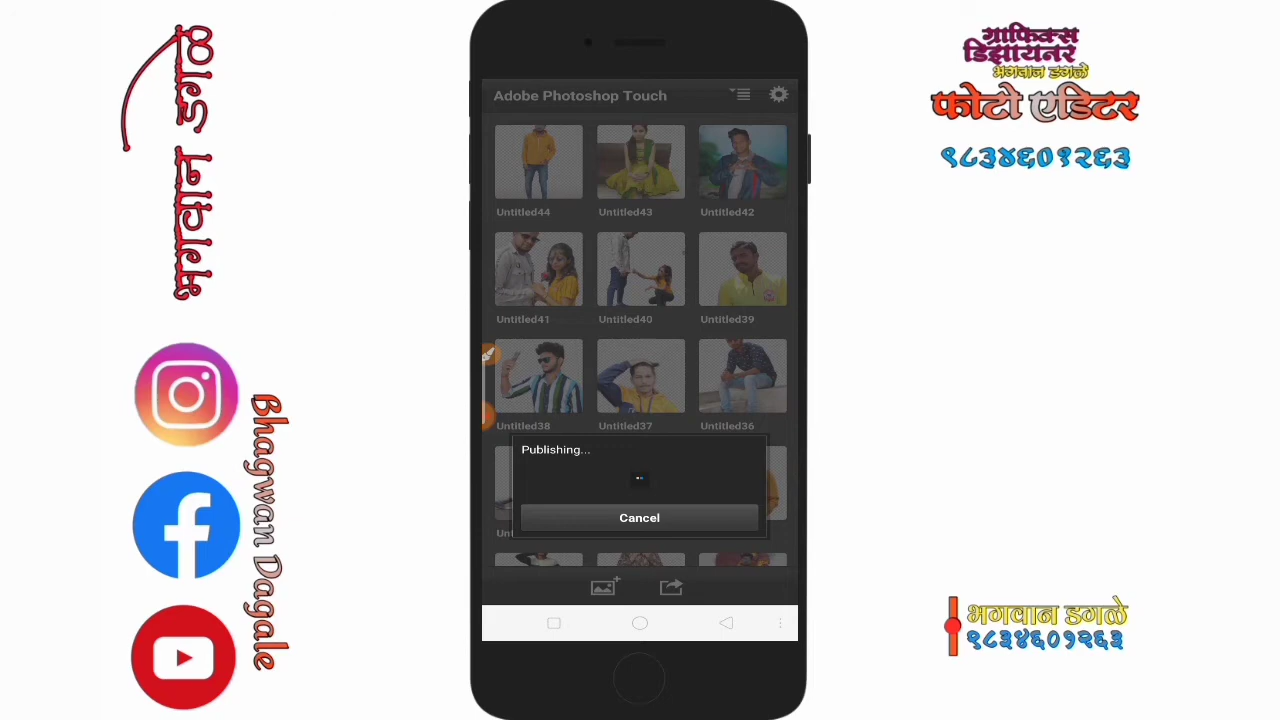 भगवान डगळे
Bhagwan Dagale
Adobe Photoshop Touch
Untitled44
Untitled43
Untitled42
Untitled41
Untitled40
Untitled39
Untitled38
Untitled37
Untitled36
Publishing...
Cancel
ग्राफिक्स
डिझायनर
भगवान डगळे
फोटो एडिटर
९८३४६०१२६३
भगवान डगळे
९८३४६०१२६३